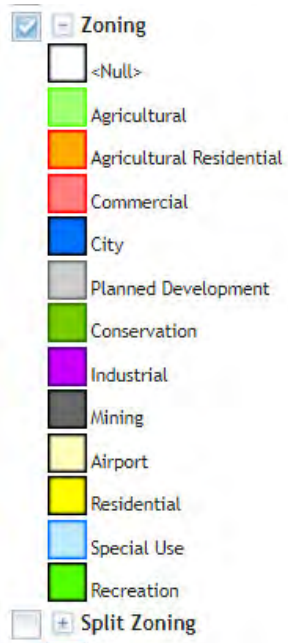 Zoning
<Null>
Agricultural
Agricultural Residential
Commercial
City
Planned Development
Conservation
Industrial
Mining
Airport
Residential
Special Use
Recreation
Split Zoning